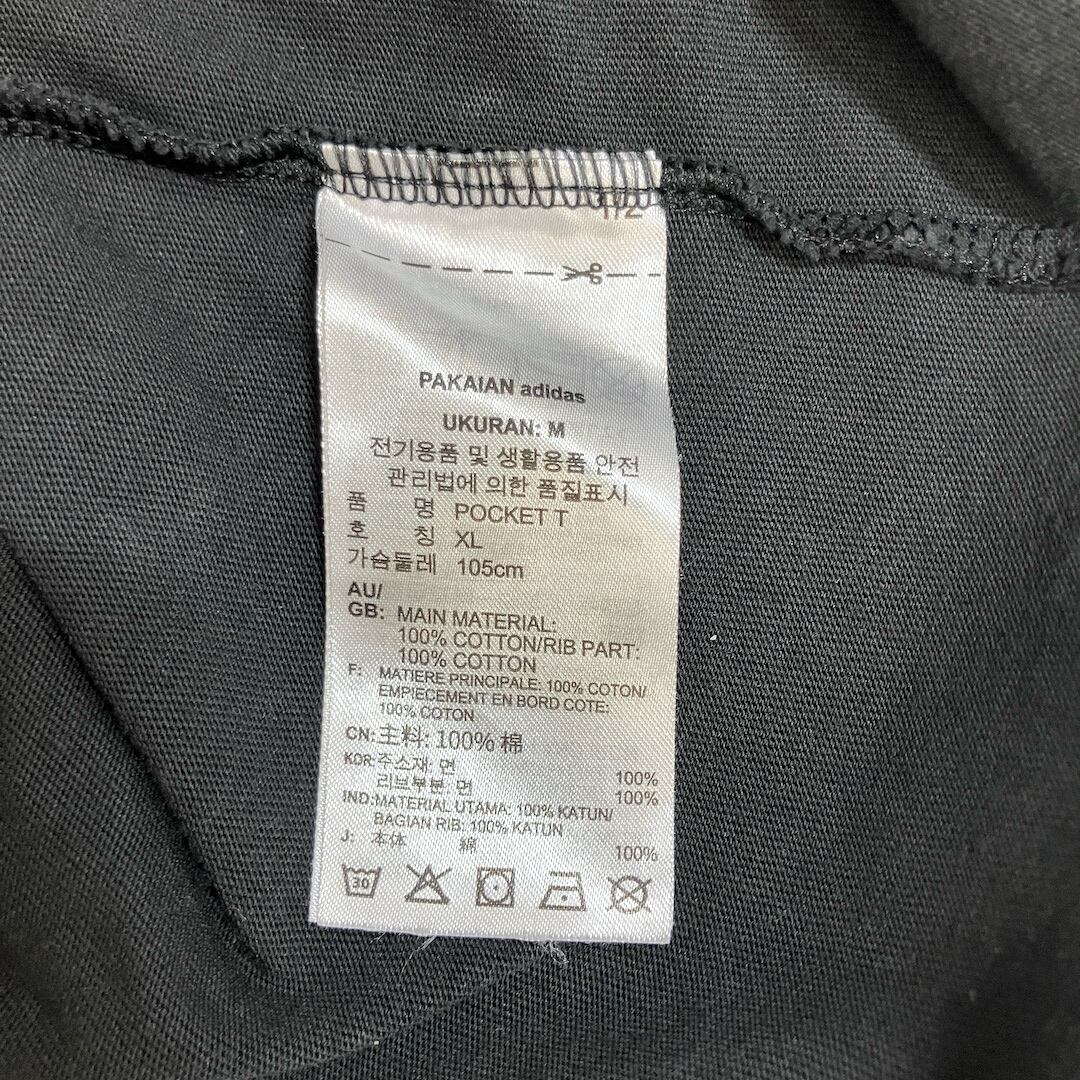 1/2
PAKAIAN adidas
UKURAN: M
전기용품 및 생활용품 안전
관리법에 의한 품질표시
품 명 POCKET T
호 칭 XL
가슴둘레 105cm
AU/
GB: MAIN MATERIAL:
100% COTTON/RIB PART:
100% COTTON
F: MATIERE PRINCIPALE: 100% COTON/
EMPIECEMENT EN BORD COTE:
100% COTON
CN: 主料: 100% 棉
KOR: 주소재: 면 100%
리브부분 면 100%
IND: MATERIAL UTAMA: 100% KATUN/
BAGIAN RIB: 100% KATUN
J: 本体 綿 100%
30